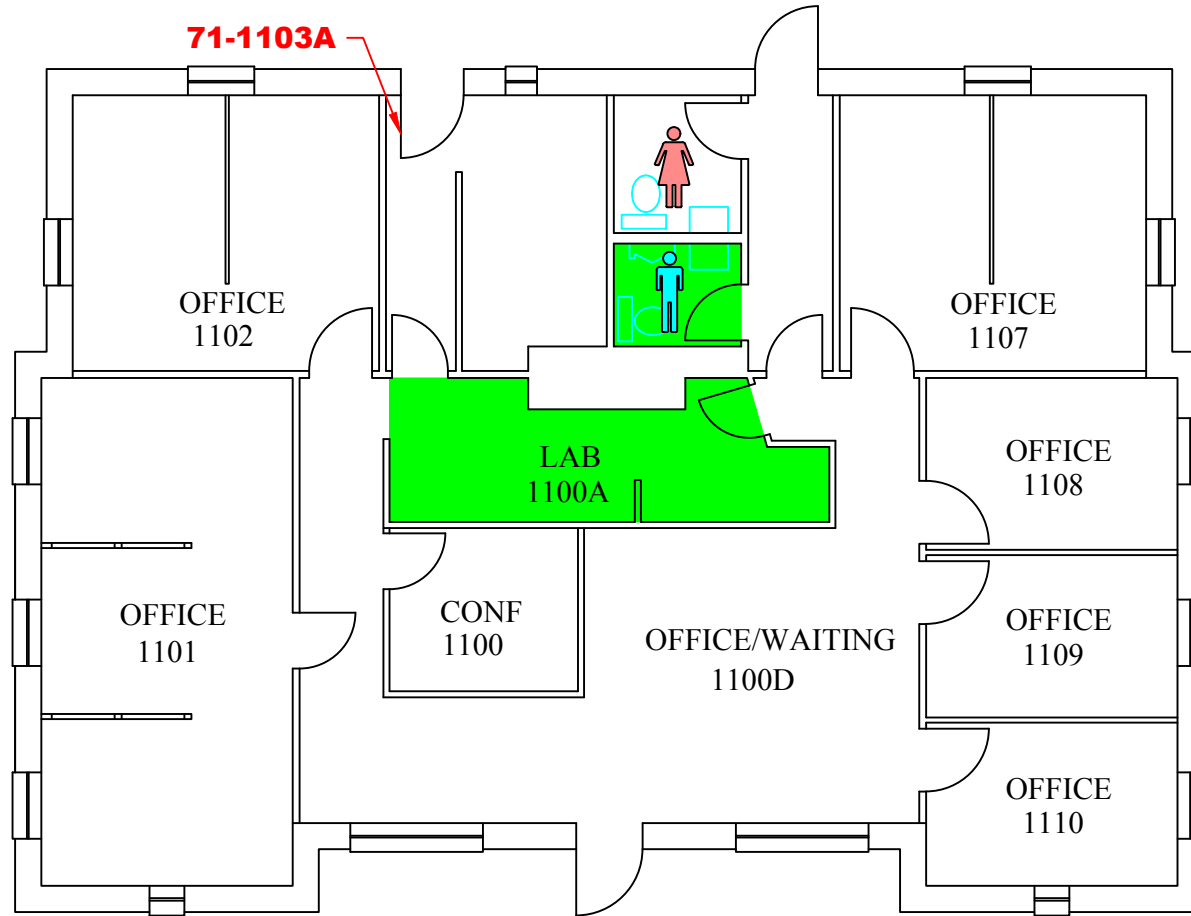 71-1103A
OFFICE
1102
OFFICE
1107
LAB
1100A
OFFICE
1108
OFFICE
1101
CONF
1100
OFFICE/WAITING
1100D
OFFICE
1109
OFFICE
1110